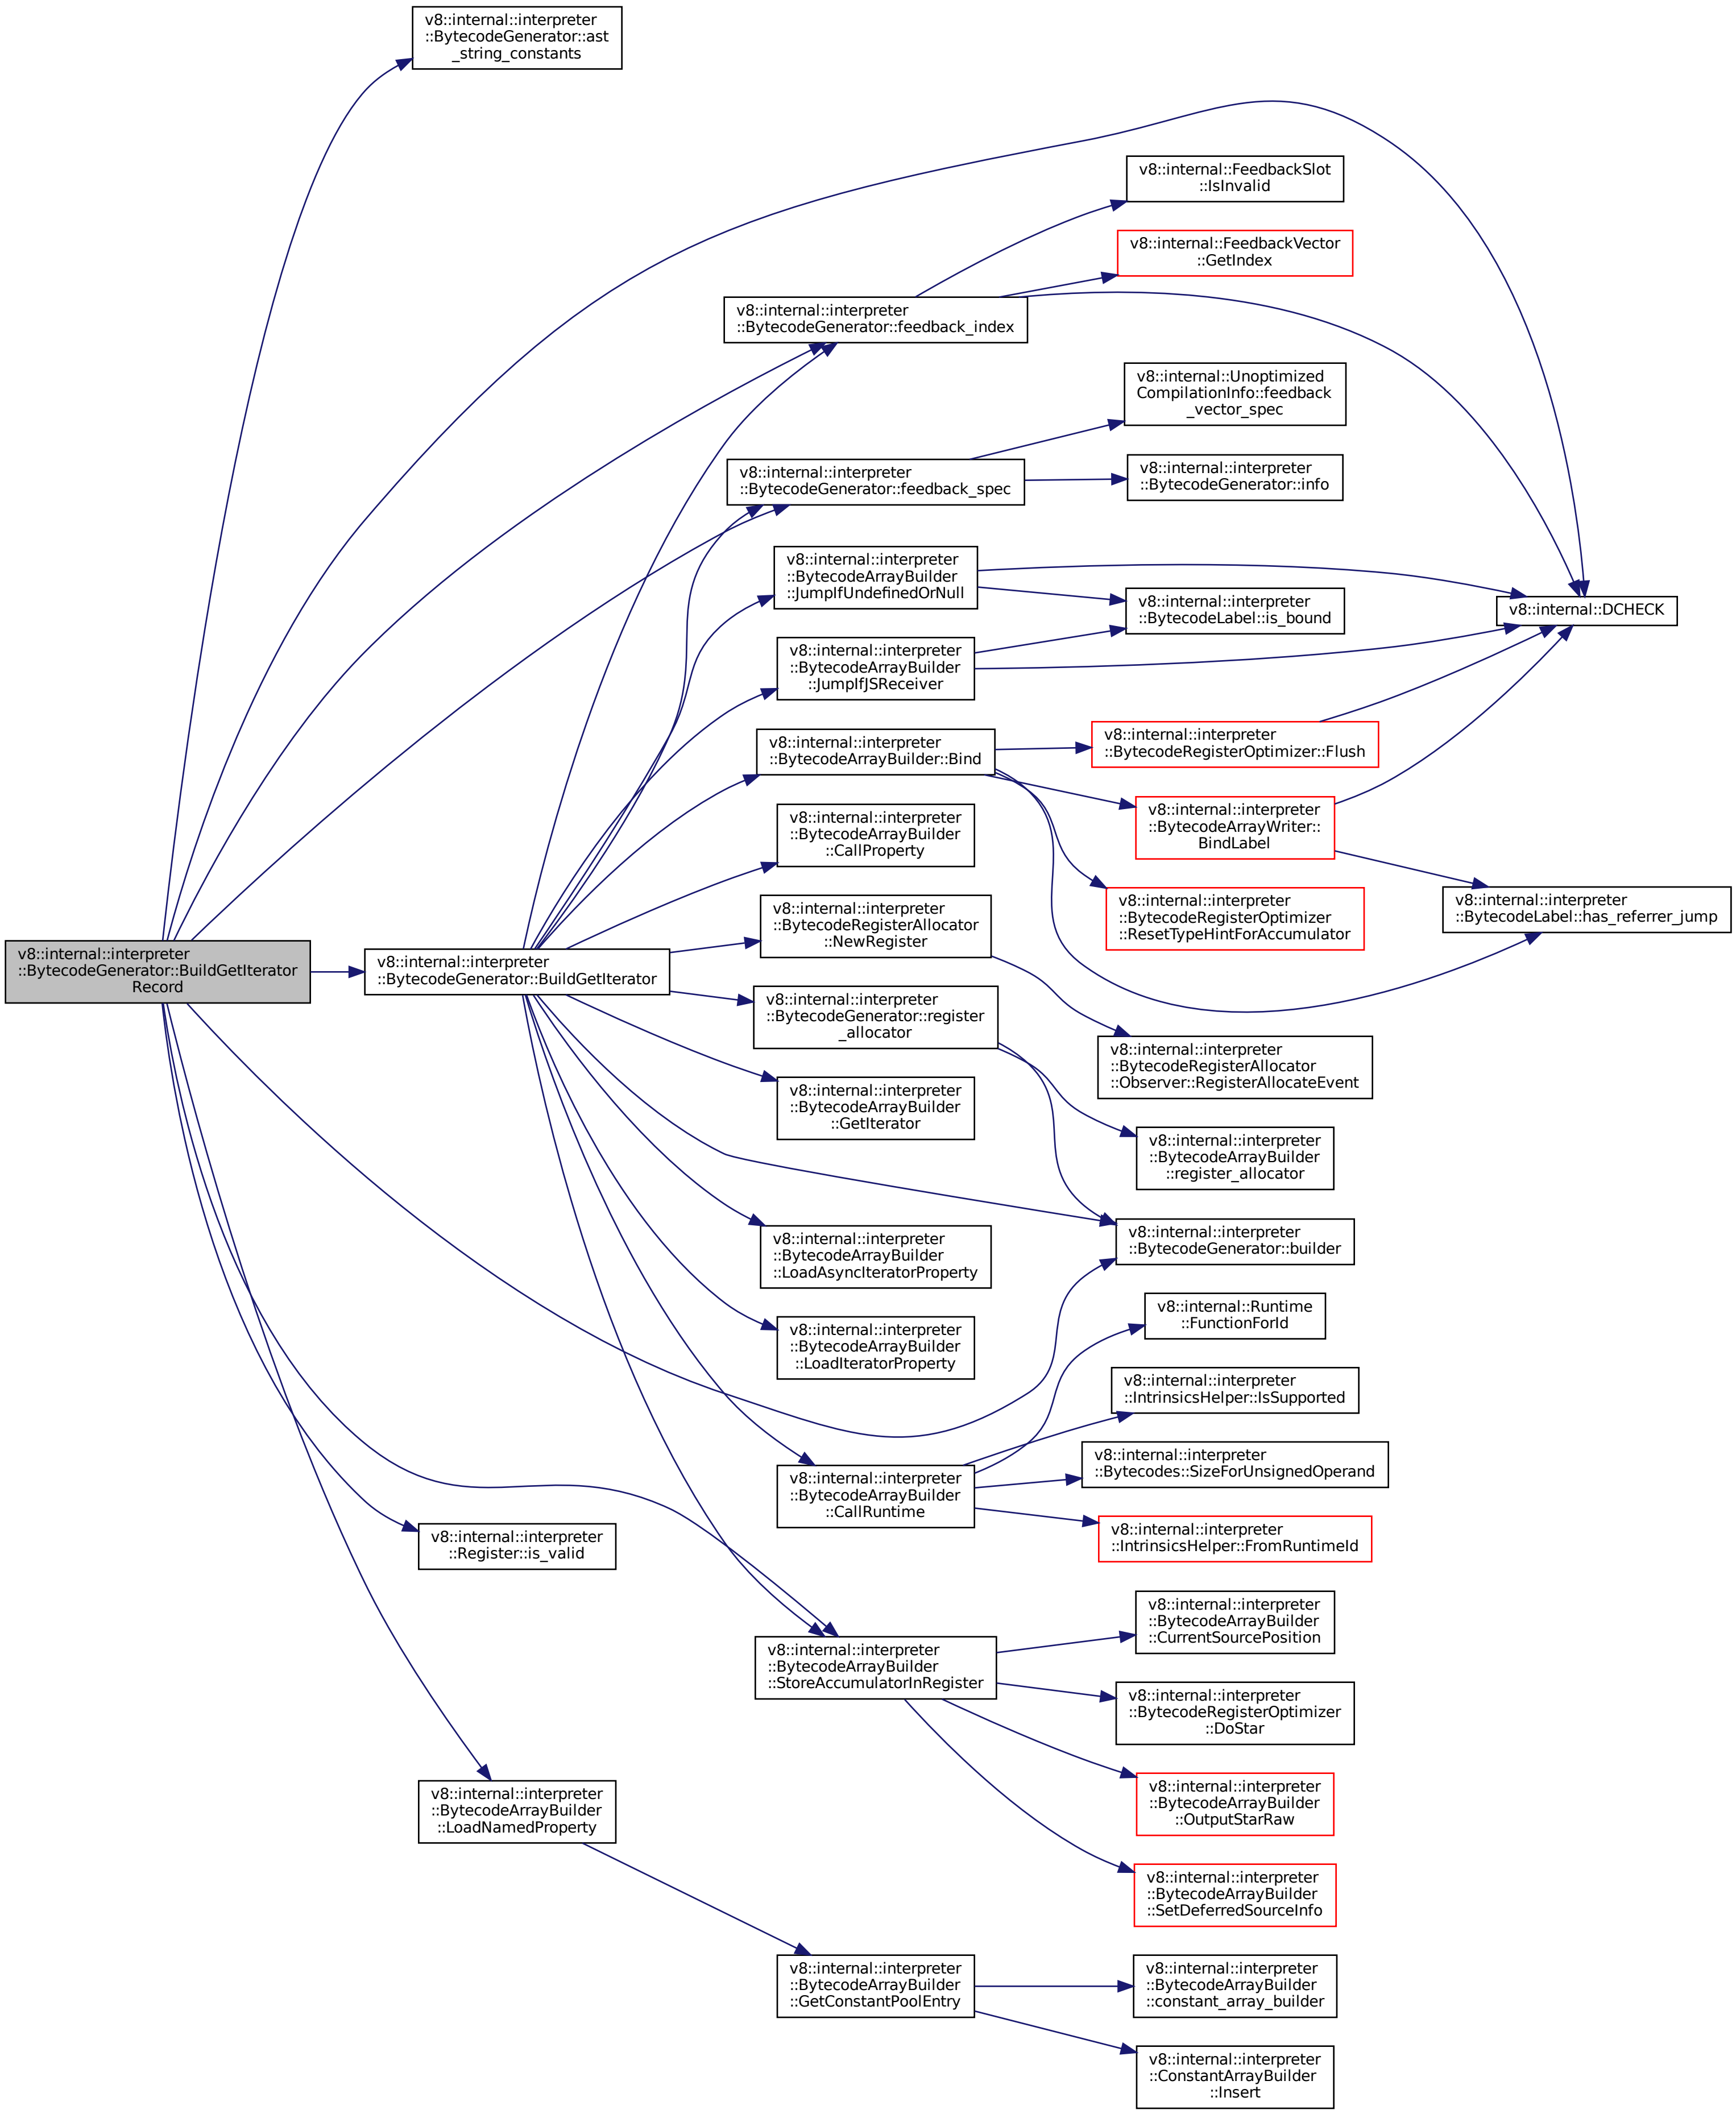 v8::internal::interpreter
::BytecodeGenerator::ast
_string_constants
v8::internal::FeedbackSlot
::IsInvalid
v8::internal::FeedbackVector
::GetIndex
v8::internal::interpreter
::BytecodeGenerator::feedback_index
v8::internal::Unoptimized
CompilationInfo::feedback
_vector_spec
v8::internal::interpreter
::BytecodeGenerator::feedback_spec
v8::internal::interpreter
::BytecodeGenerator::info
v8::internal::interpreter
::BytecodeArrayBuilder
::JumpIfUndefinedOrNull
v8::internal::interpreter
::BytecodeLabel::is_bound
v8::internal::DCHECK
v8::internal::interpreter
::BytecodeArrayBuilder
::JumpIfJSReceiver
v8::internal::interpreter
::BytecodeArrayBuilder::Bind
v8::internal::interpreter
::BytecodeRegisterOptimizer::Flush
v8::internal::interpreter
::BytecodeArrayWriter::
BindLabel
v8::internal::interpreter
::BytecodeArrayBuilder
::CallProperty
v8::internal::interpreter
::BytecodeRegisterOptimizer
::ResetTypeHintForAccumulator
v8::internal::interpreter
::BytecodeLabel::has_referrer_jump
v8::internal::interpreter
::BytecodeRegisterAllocator
::NewRegister
v8::internal::interpreter
::BytecodeGenerator::BuildGetIterator
Record
v8::internal::interpreter
::BytecodeGenerator::BuildGetIterator
v8::internal::interpreter
::BytecodeGenerator::register
_allocator
v8::internal::interpreter
::BytecodeRegisterAllocator
::Observer::RegisterAllocateEvent
v8::internal::interpreter
::BytecodeArrayBuilder
::GetIterator
v8::internal::interpreter
::BytecodeArrayBuilder
::register_allocator
v8::internal::interpreter
::BytecodeArrayBuilder
::LoadAsyncIteratorProperty
v8::internal::interpreter
::BytecodeGenerator::builder
v8::internal::interpreter
::BytecodeArrayBuilder
::LoadIteratorProperty
v8::internal::Runtime
::FunctionForId
v8::internal::interpreter
::IntrinsicsHelper::IsSupported
v8::internal::interpreter
::BytecodeArrayBuilder
::CallRuntime
v8::internal::interpreter
::Bytecodes::SizeForUnsignedOperand
v8::internal::interpreter
::IntrinsicsHelper::FromRuntimeId
v8::internal::interpreter
::Register::is_valid
v8::internal::interpreter
::BytecodeArrayBuilder
::StoreAccumulatorInRegister
v8::internal::interpreter
::BytecodeArrayBuilder
::CurrentSourcePosition
v8::internal::interpreter
::BytecodeRegisterOptimizer
::DoStar
v8::internal::interpreter
::BytecodeArrayBuilder
::OutputStarRaw
v8::internal::interpreter
::BytecodeArrayBuilder
::LoadNamedProperty
v8::internal::interpreter
::BytecodeArrayBuilder
::SetDeferredSourceInfo
v8::internal::interpreter
::BytecodeArrayBuilder
::GetConstantPoolEntry
v8::internal::interpreter
::BytecodeArrayBuilder
::constant_array_builder
v8::internal::interpreter
::ConstantArrayBuilder
::Insert